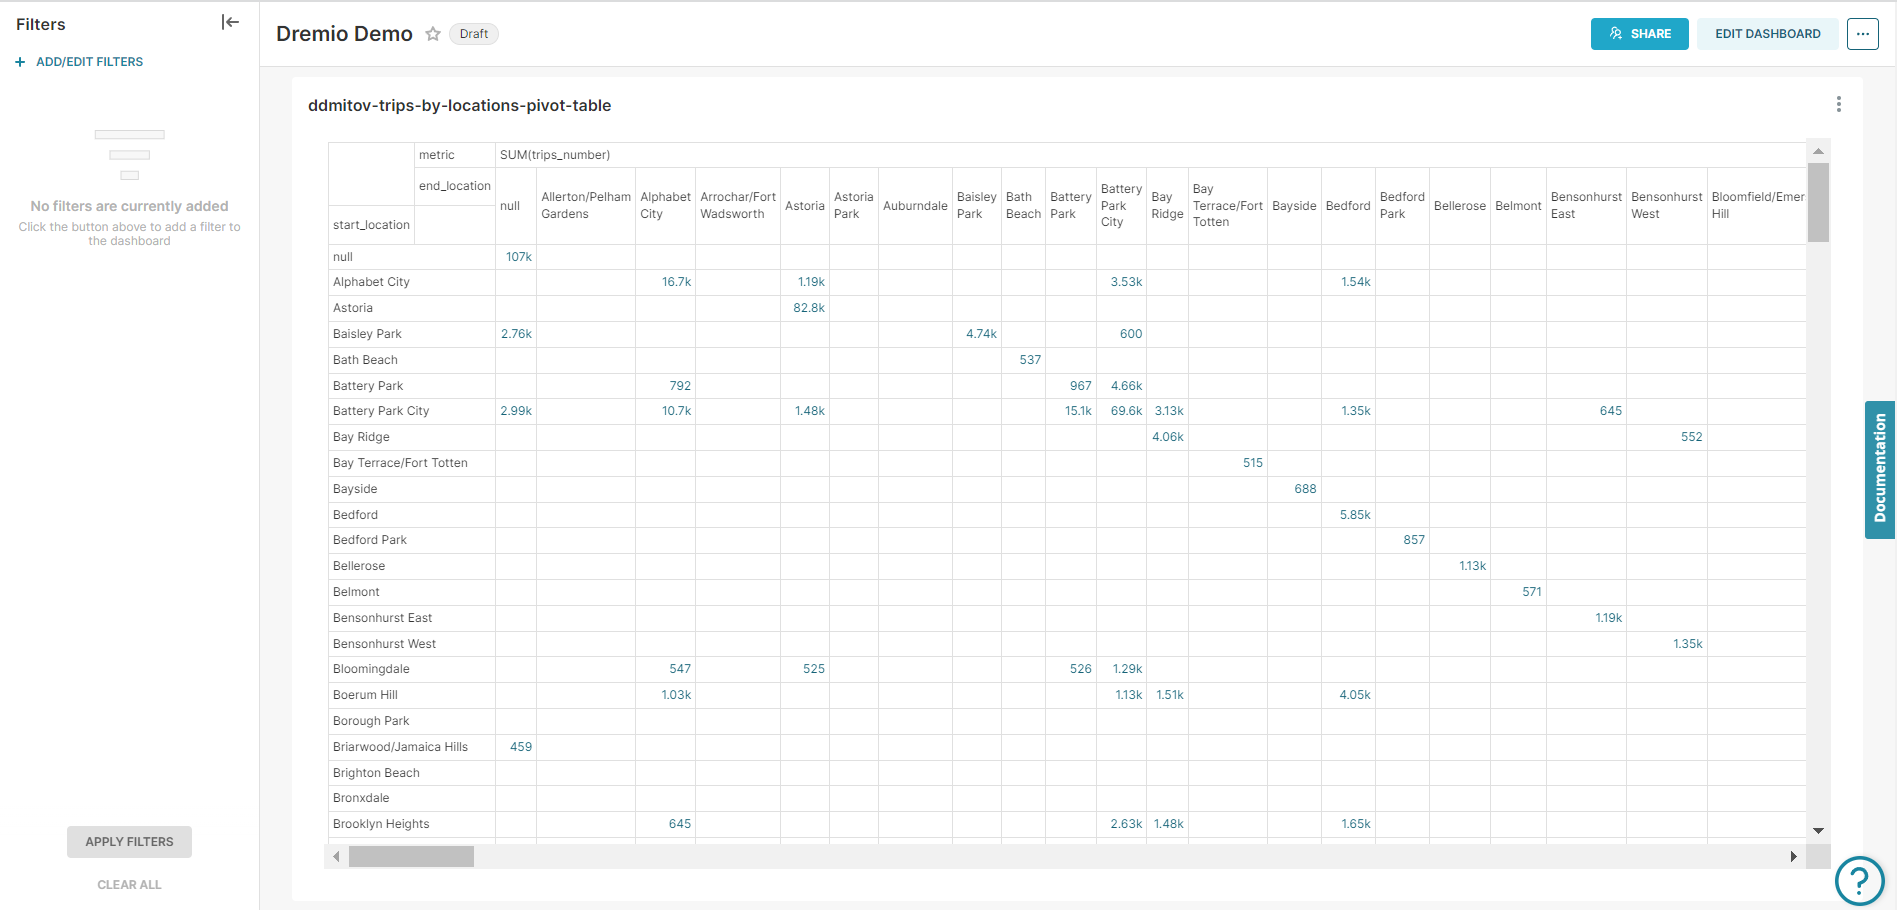 Filters
+ ADD/EDIT FILTERS
No filters are currently added
Click the button above to add a filter to
the dashboard
APPLY FILTERS
CLEAR ALL
Dremio Demo Draft
SHARE EDIT DASHBOARD ...
ddmitov-trips-by-locations-pivot-table
metric SUM(trips_number)
end_location null Allerton/Pelham Gardens Alphabet City Arrochar/Fort Wadsworth Astoria Astoria Park Auburndale Baisley Park Bath Beach Battery Park Battery Park City Bay Ridge Bay Terrace/Fort Totten Bayside Bedford Bedford Park Bellerose Belmont Bensonhurst East Bensonhurst West Bloomfield/Emer Hill
start_location
null 107k
Alphabet City 16.7k 1.19k 3.53k 1.54k
Astoria 82.8k
Baisley Park 2.76k 4.74k 600
Bath Beach 537
Battery Park 792 967 4.66k
Battery Park City 2.99k 10.7k 1.48k 15.1k 69.6k 3.13k 1.35k 645
Bay Ridge 4.06k 552
Bay Terrace/Fort Totten 515
Bayside 688
Bedford 5.85k
Bedford Park 857
Bellerose 1.13k
Belmont 571
Bensonhurst East 1.19k
Bensonhurst West 1.35k
Bloomingdale 547 525 526 1.29k
Boerum Hill 1.03k 1.13k 1.51k 4.05k
Borough Park
Briarwood/Jamaica Hills 459
Brighton Beach
Bronxdale
Brooklyn Heights 645 2.63k 1.48k 1.65k
Documentation
?